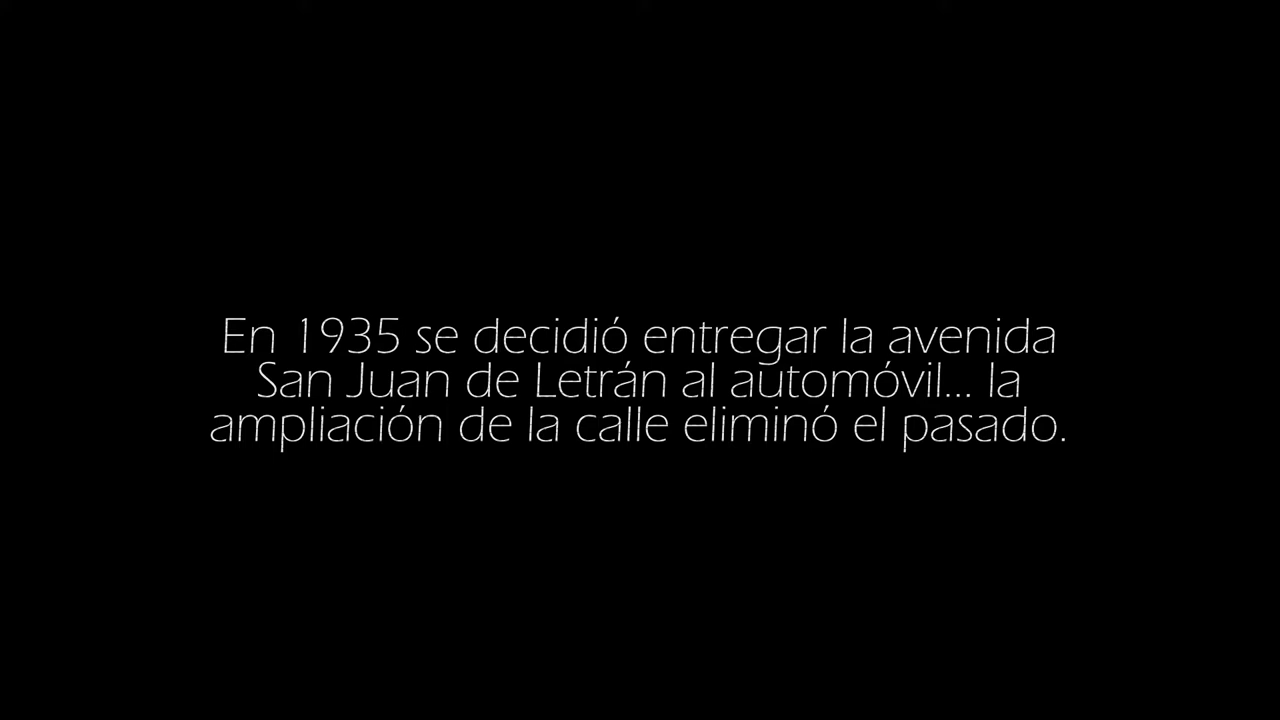 En 1935 se decidió entregar la avenida
San Juan de Letrán al automóvil... la
ampliación de la calle eliminó el pasado.